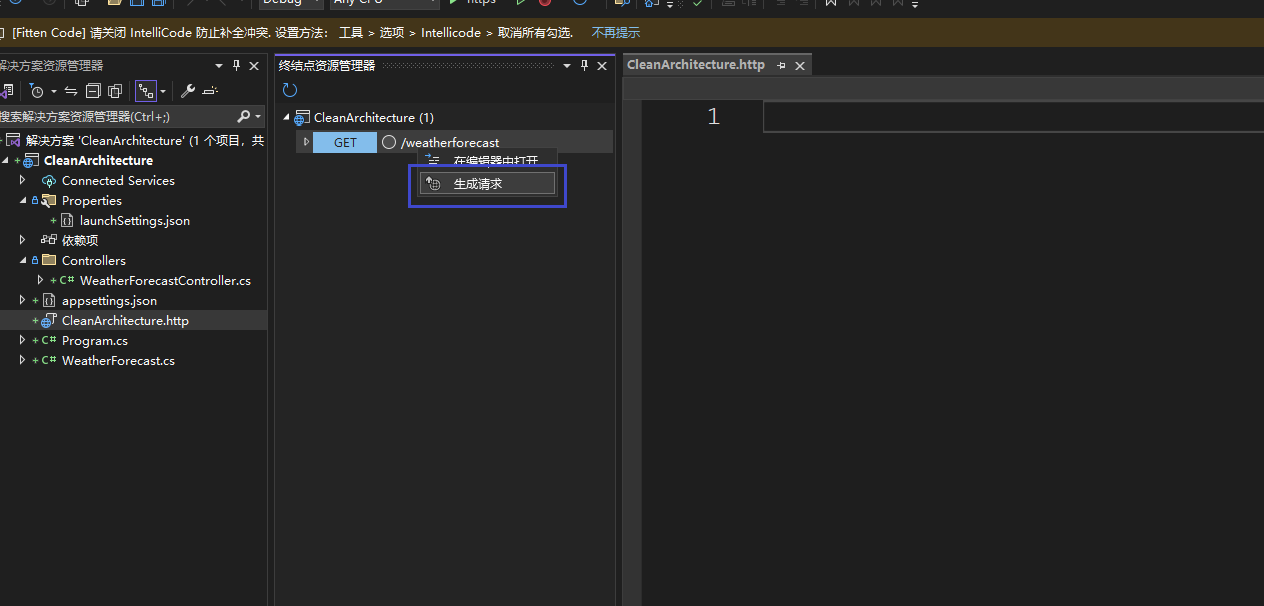 [Fitten Code] 请关闭 IntelliCode 防止补全冲突. 设置方法： 工具 > 选项 > Intellicode > 取消所有勾选. 不再提示
解决方案资源管理器
搜索解决方案资源管理器(Ctrl+;)
解决方案 'CleanArchitecture' (1 个项目，共
CleanArchitecture
Connected Services
Properties
launchSettings.json
依赖项
Controllers
C# WeatherForecastController.cs
appsettings.json
CleanArchitecture.http
C# Program.cs
C# WeatherForecast.cs
终结点资源管理器
CleanArchitecture (1)
GET /weatherforecast
在编辑器中打开
生成请求
CleanArchitecture.http
1